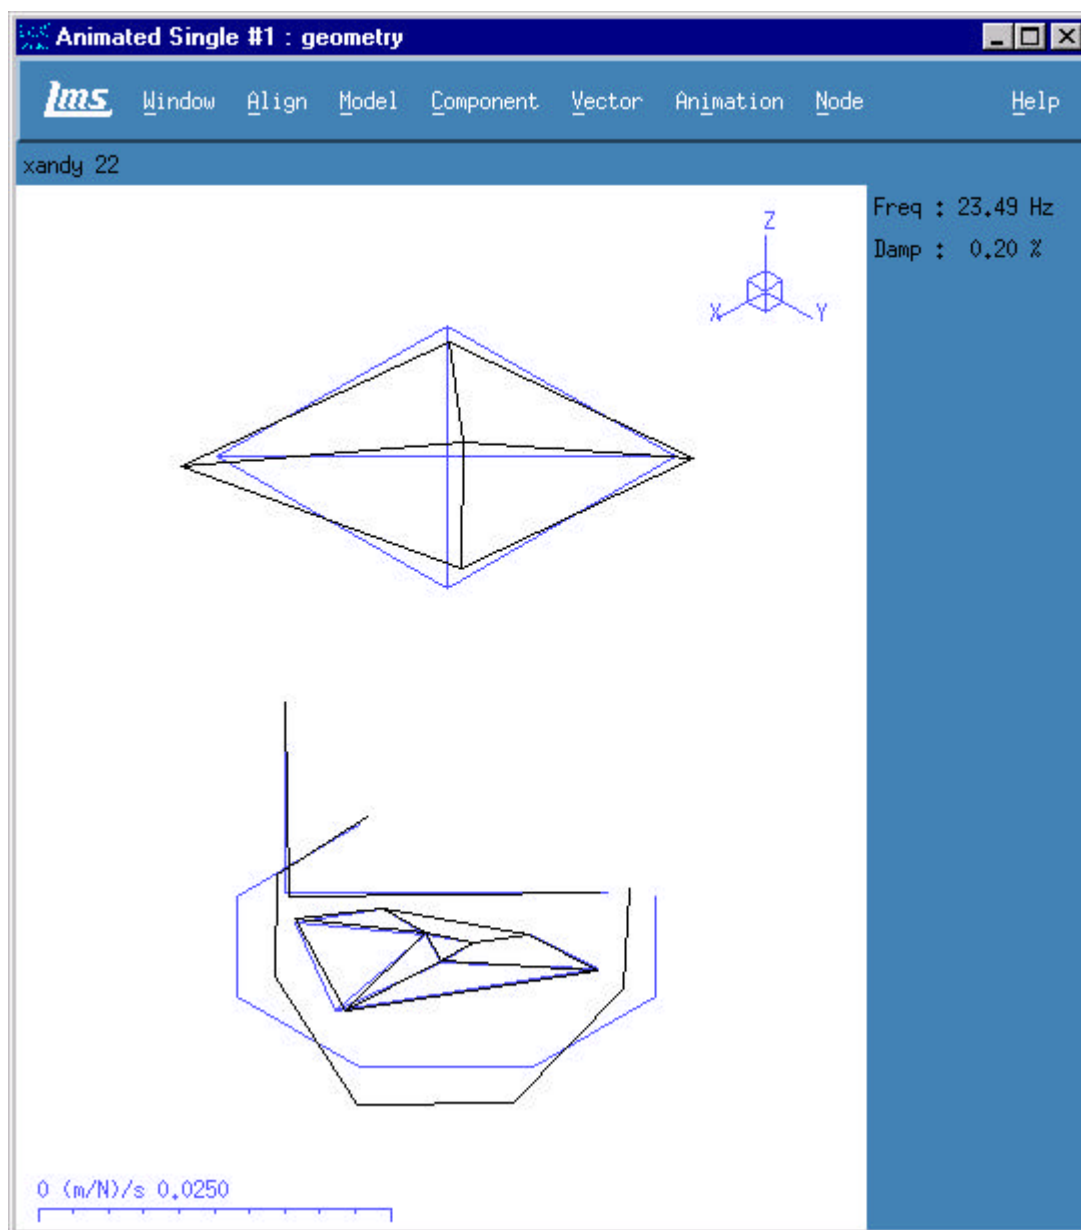 Animated Single #1 : geometry
lms Window Align Model Component Vector Animation Node Help
xandy 22
Freq : 23.49 Hz
Damp : 0.20 %
Z
X Y
0 (m/N)/s 0.0250